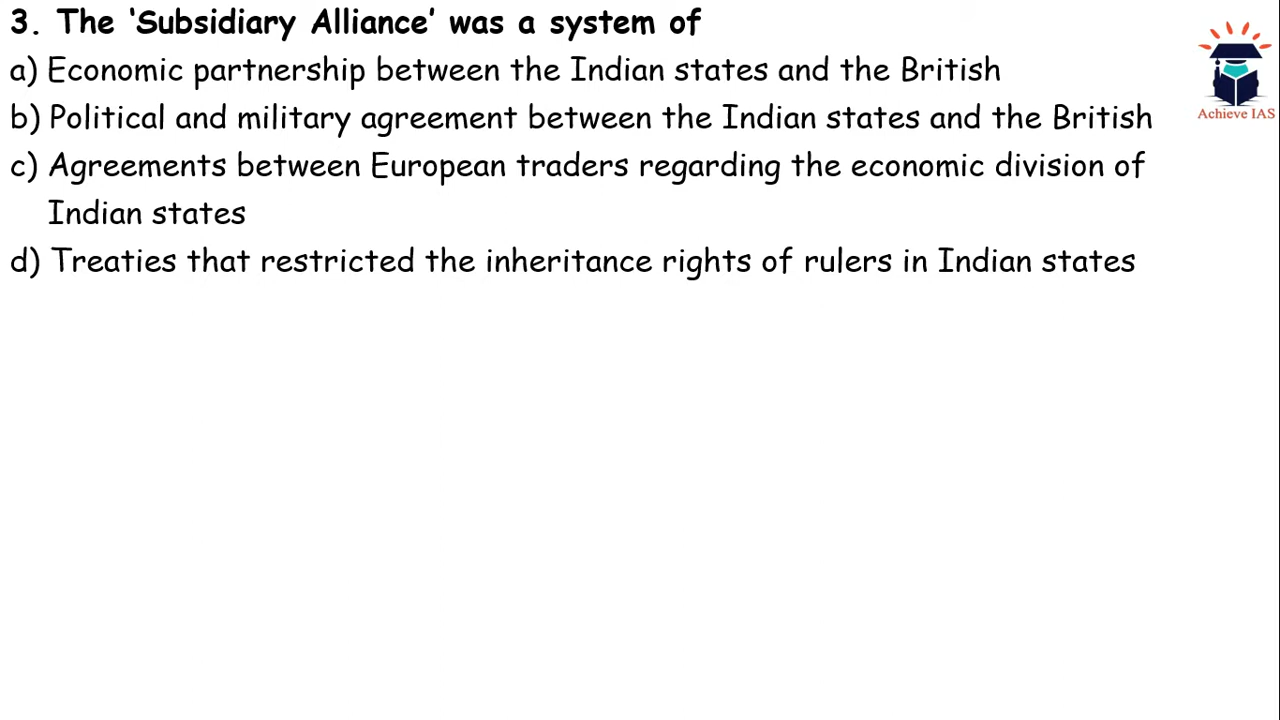 3. The ‘Subsidiary Alliance’ was a system of
a) Economic partnership between the Indian states and the British
b) Political and military agreement between the Indian states and the British
c) Agreements between European traders regarding the economic division of
Indian states
d) Treaties that restricted the inheritance rights of rulers in Indian states
Achieve IAS